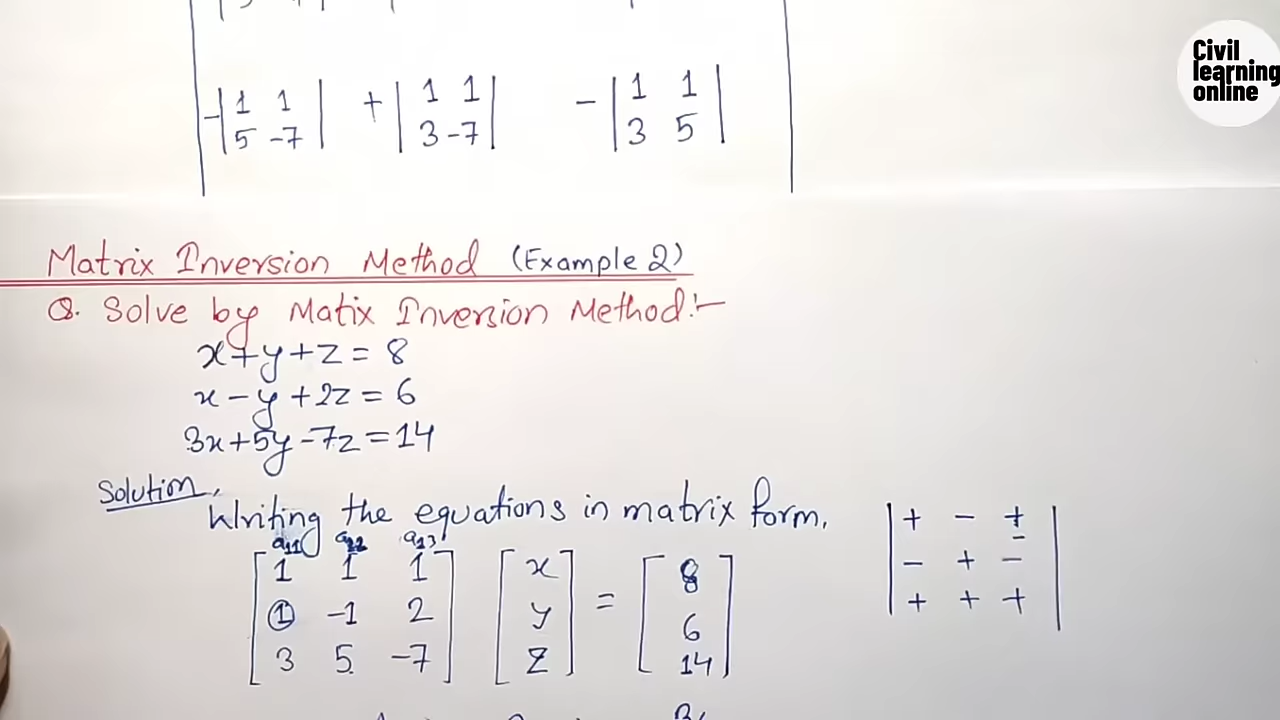 Civil
learning
online
-|1 1| +|1 1| -|1 1|
|5 -7| |3 -7| |3 5|
Matrix Inversion Method (Example 2)
Q. Solve by Matix Inversion Method:-
x+y+z = 8
x-y+2z = 6
3x+5y-7z = 14
Solution,
Writing the equations in matrix form,
a11 a13
[1 1 1] [x] = [8]
[1 -1 2] [y] [6]
[3 5 -7] [z] [14]
|+ - +|
|- + -|
|+ + +|